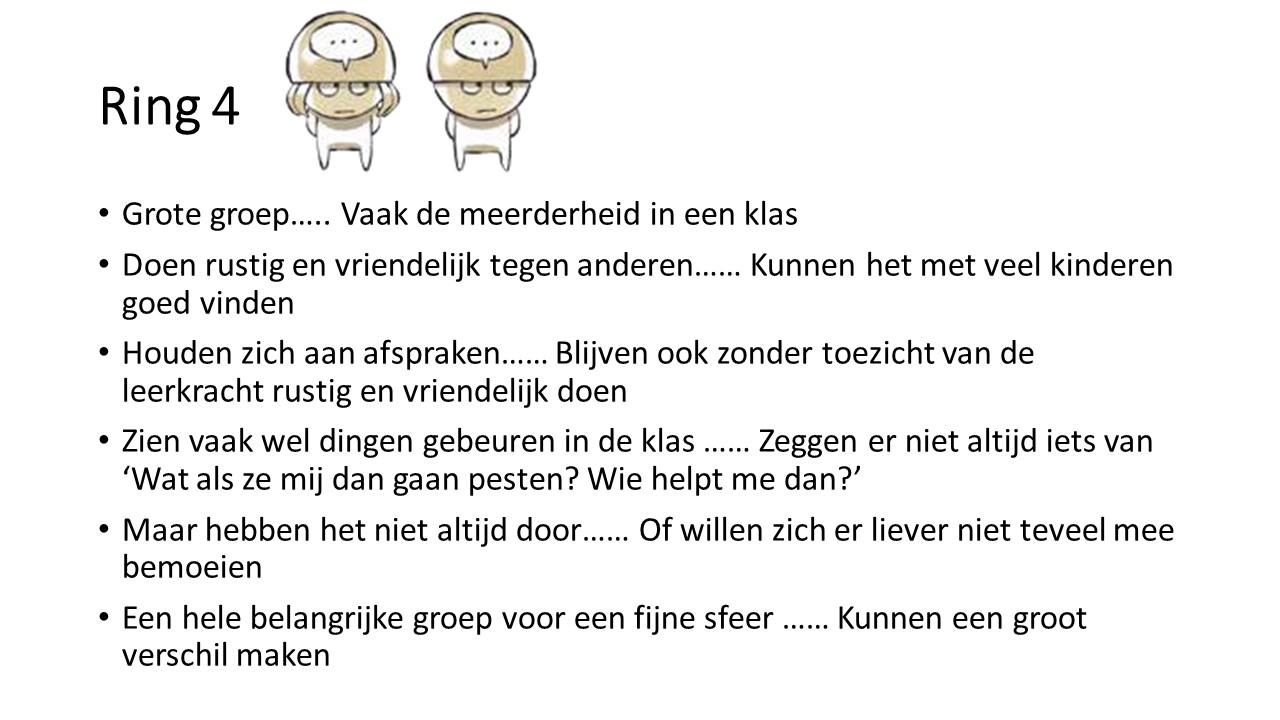 ...
...
Ring 4
• Grote groep….. Vaak de meerderheid in een klas
• Doen rustig en vriendelijk tegen anderen…… Kunnen het met veel kinderen
goed vinden
• Houden zich aan afspraken…… Blijven ook zonder toezicht van de
leerkracht rustig en vriendelijk doen
• Zien vaak wel dingen gebeuren in de klas …… Zeggen er niet altijd iets van
‘Wat als ze mij dan gaan pesten? Wie helpt me dan?’
• Maar hebben het niet altijd door…… Of willen zich er liever niet teveel mee
bemoeien
• Een hele belangrijke groep voor een fijne sfeer …… Kunnen een groot
verschil maken